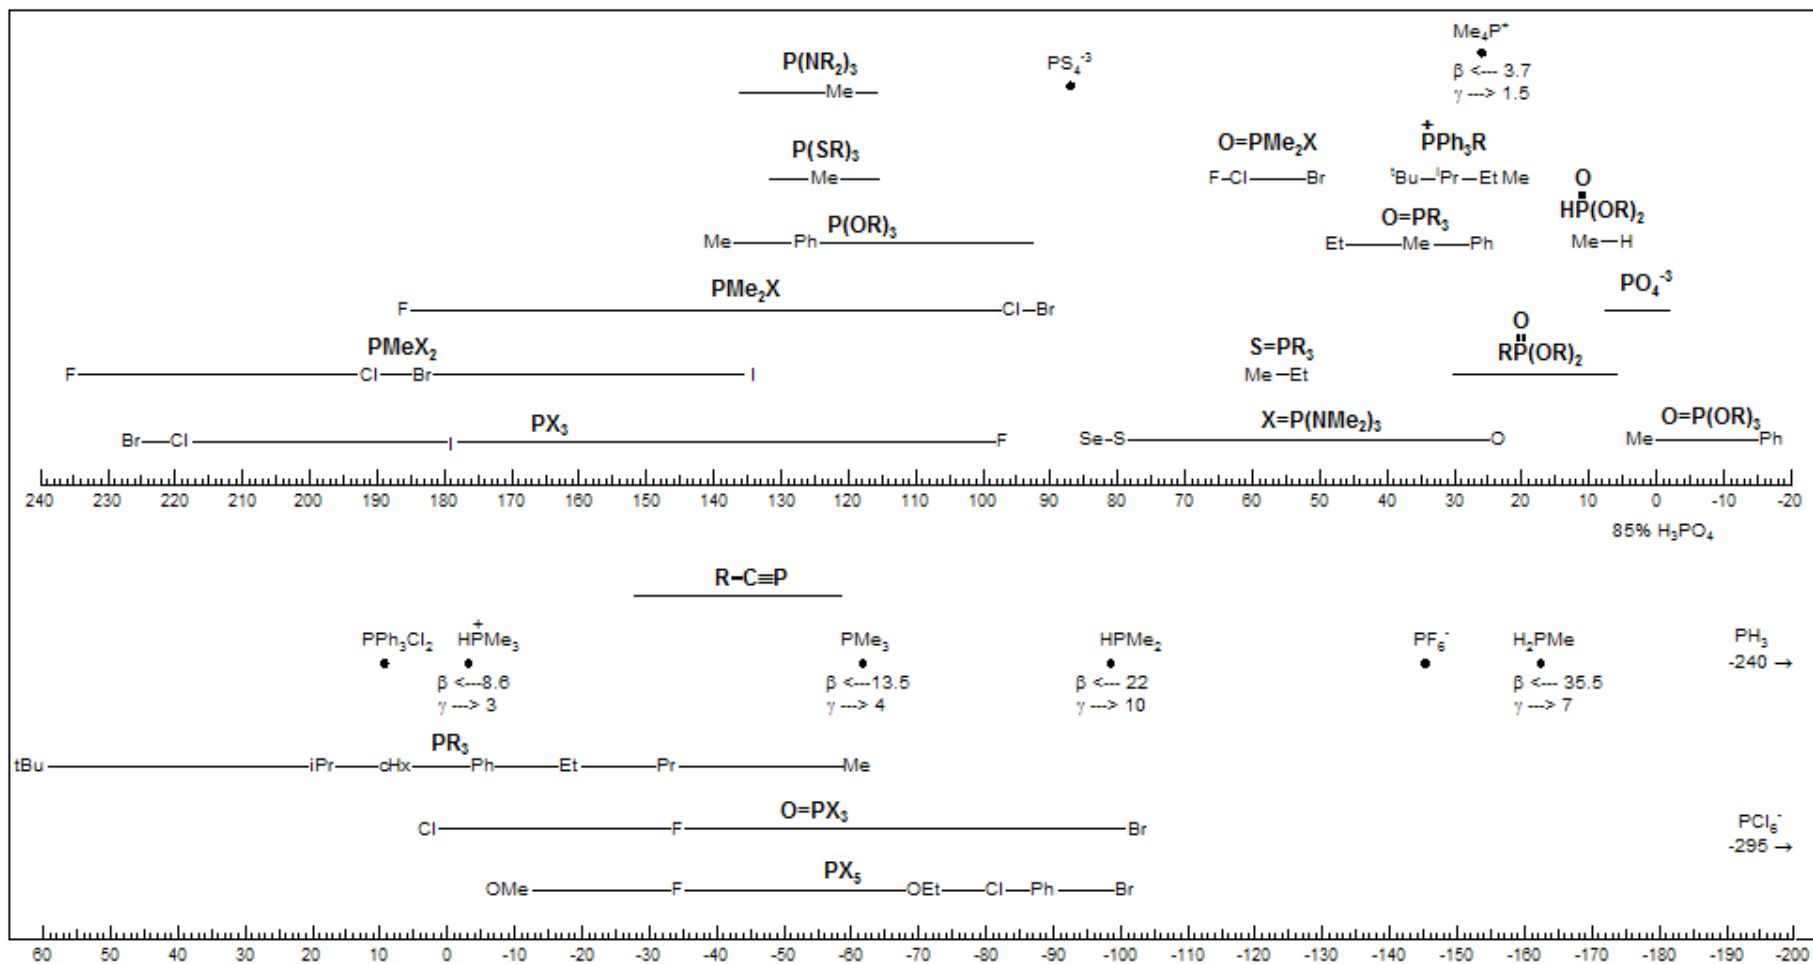 Me₄P⁺
P(NR₂)₃
PS₄⁻³
β <--- 3.7
Me
γ ---> 1.5
O=PMe₂X
+
PPh₃R
P(SR)₃
Me
F Cl Br
ᵗBu ⁱPr Et Me
O
HP(OR)₂
P(OR)₃
O=PR₃
Me Ph
Et Me Ph
Me H
PMe₂X
PO₄⁻³
F Cl Br
O
PMeX₂
S=PR₃
RP(OR)₂
F Cl Br I
Me Et
PX₃
X=P(NMe₂)₃
O=P(OR)₃
Br Cl I F
Se S O
Me Ph
240 230 220 210 200 190 180 170 160 150 140 130 120 110 100 90 80 70 60 50 40 30 20 10 0 -10 -20
85% H₃PO₄
R−C≡P
PPh₃Cl₂
+
HPMe₃
PMe₃
HPMe₂
PF₆⁻
H₂PMe
PH₃
-240 →
β <---8.6
γ ---> 3
β <---13.5
γ ---> 4
β <--- 22
γ ---> 10
β <--- 35.5
γ ---> 7
PR₃
tBu iPr cHx Ph Et Pr Me
O=PX₃
Cl F Br
PCl₆⁻
-295 →
PX₅
OMe F OEt Cl Ph Br
60 50 40 30 20 10 0 -10 -20 -30 -40 -50 -60 -70 -80 -90 -100 -110 -120 -130 -140 -150 -160 -170 -180 -190 -200